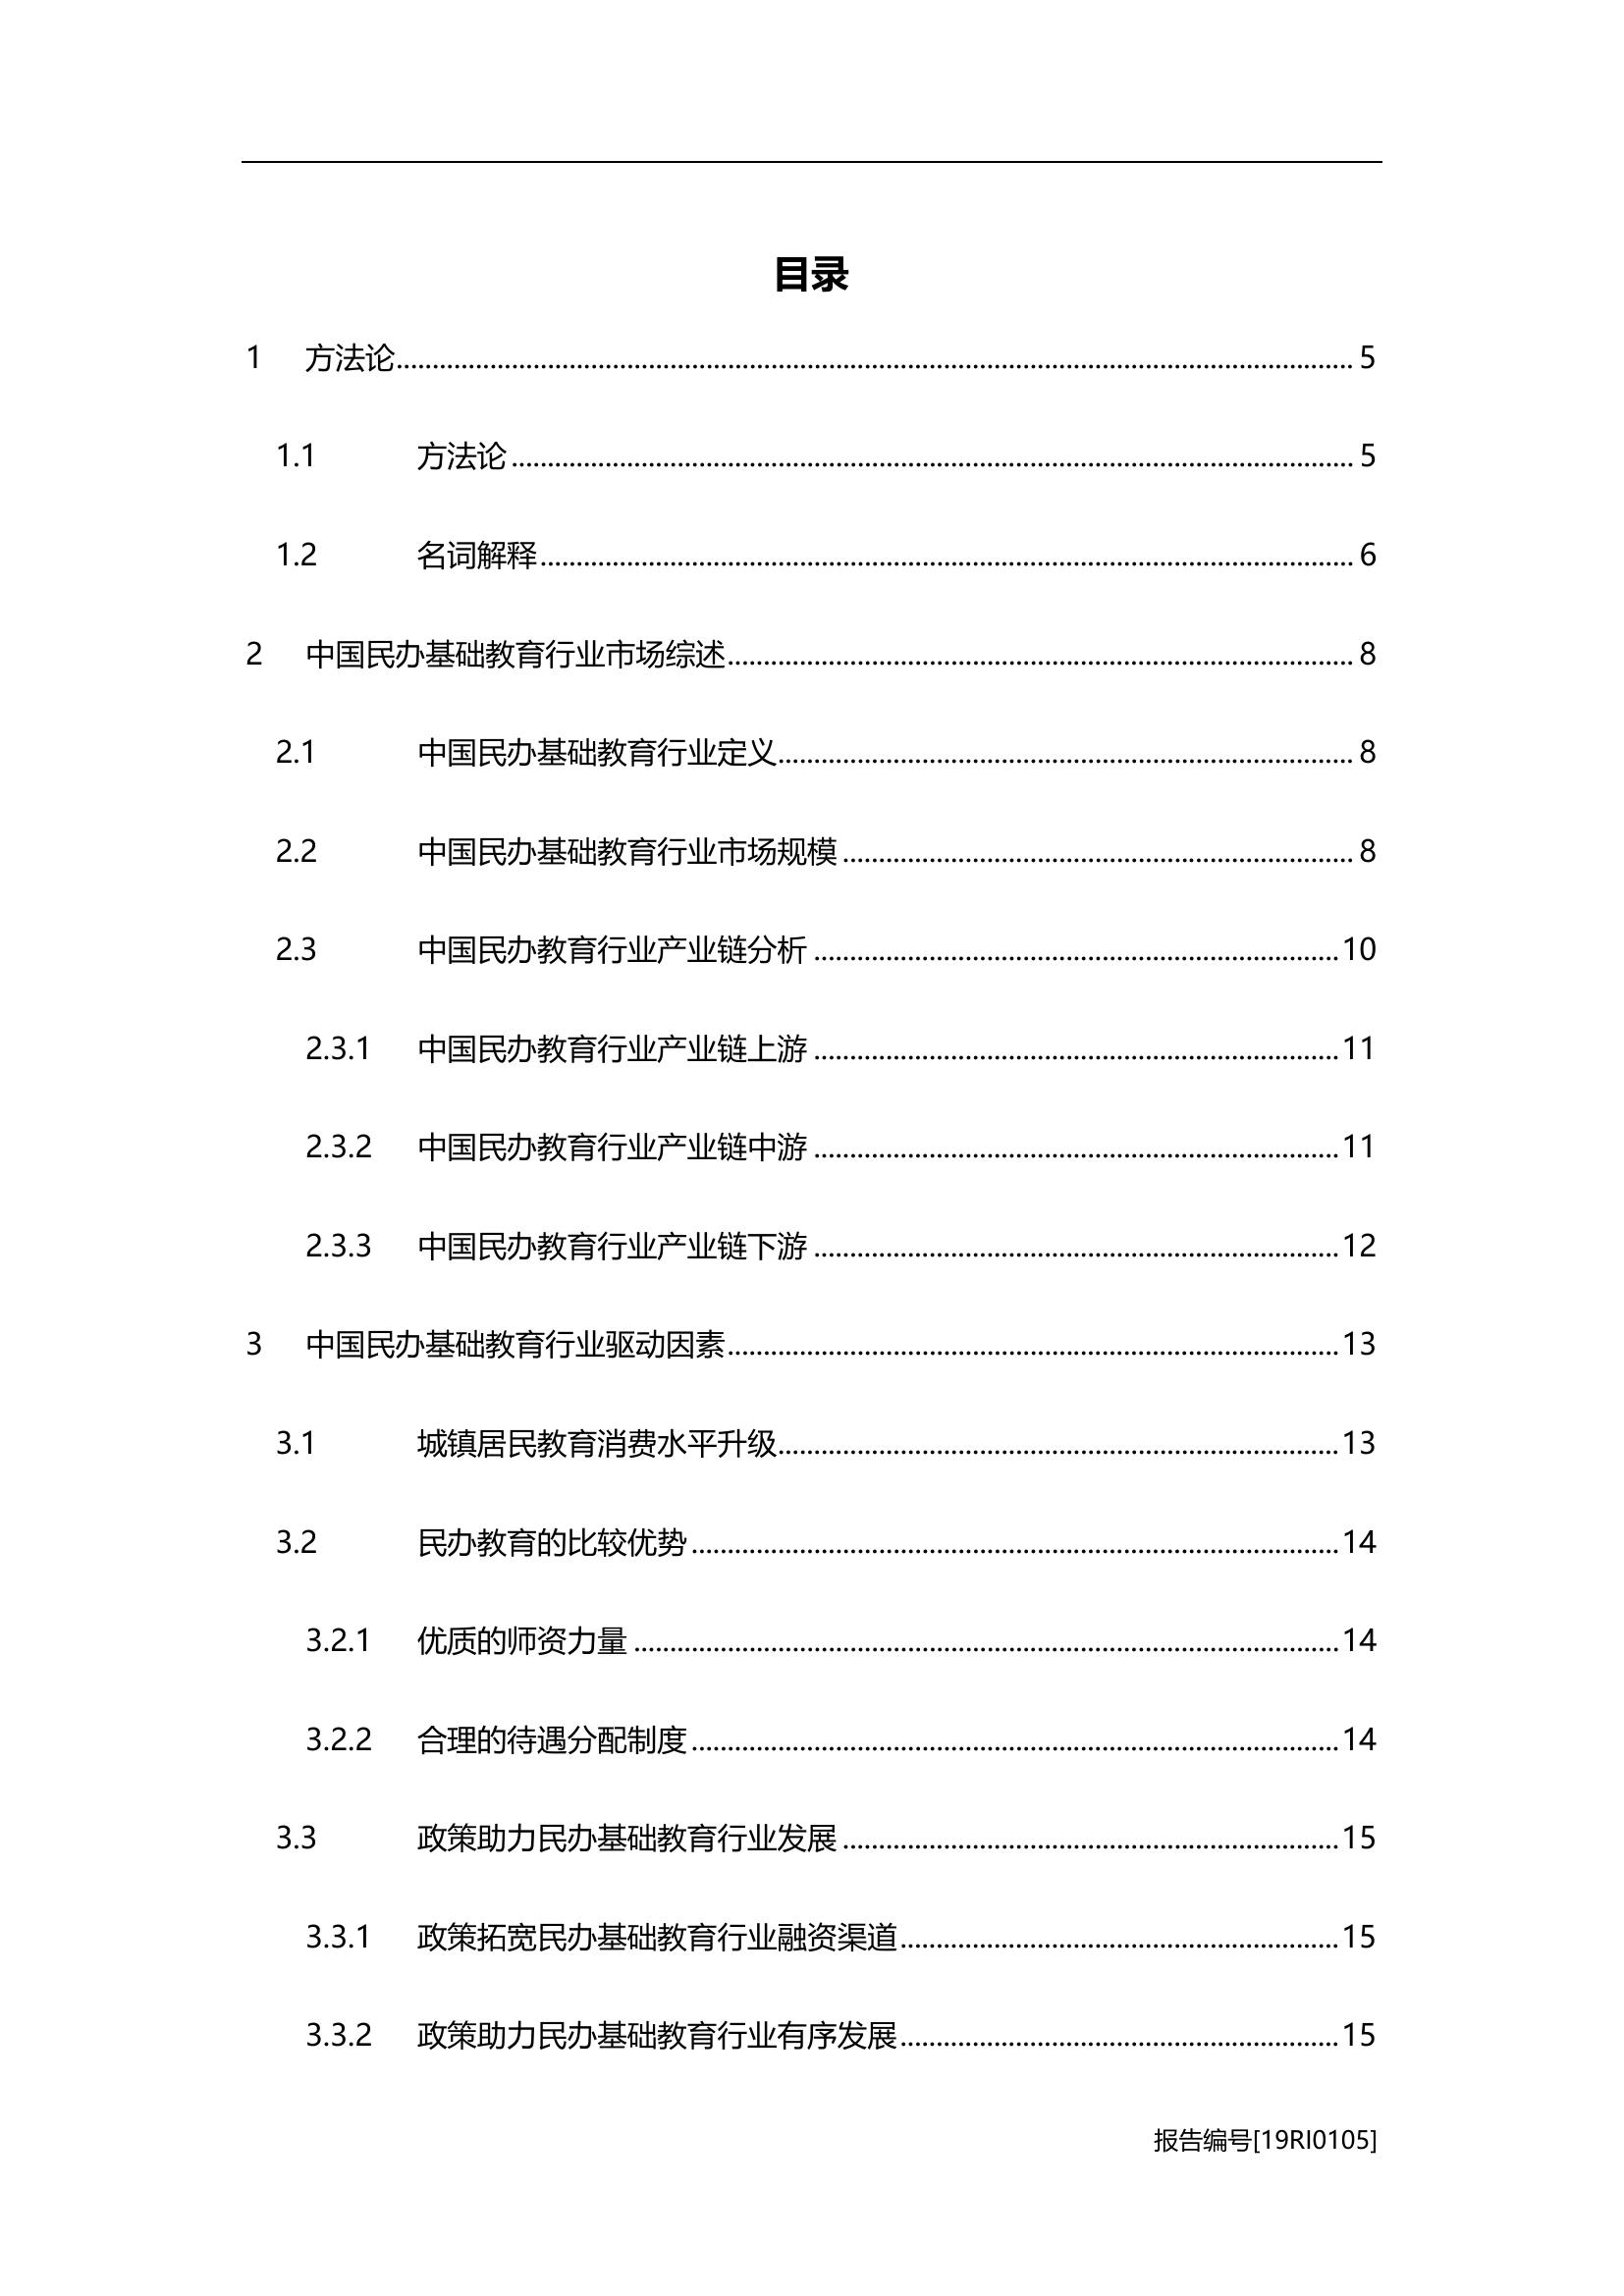 目录
1 方法论........ 5
1.1 方法论........ 5
1.2 名词解释........ 6
2 中国民办基础教育行业市场综述........ 8
2.1 中国民办基础教育行业定义........ 8
2.2 中国民办基础教育行业市场规模........ 8
2.3 中国民办教育行业产业链分析........ 10
2.3.1 中国民办教育行业产业链上游........ 11
2.3.2 中国民办教育行业产业链中游........ 11
2.3.3 中国民办教育行业产业链下游........ 12
3 中国民办基础教育行业驱动因素........ 13
3.1 城镇居民教育消费水平升级........ 13
3.2 民办教育的比较优势........ 14
3.2.1 优质的师资力量........ 14
3.2.2 合理的待遇分配制度........ 14
3.3 政策助力民办基础教育行业发展........ 15
3.3.1 政策拓宽民办基础教育行业融资渠道........ 15
3.3.2 政策助力民办基础教育行业有序发展........ 15
报告编号[19RI0105]